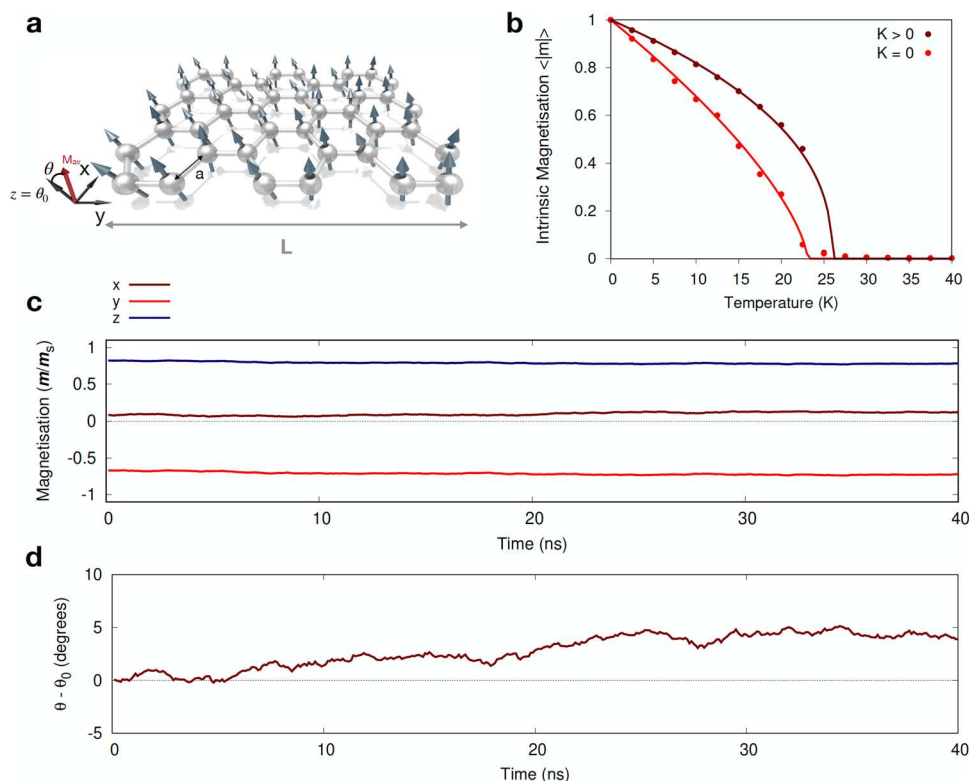 a
θ
M_av
x
z = θ₀
y
a
L
b
Intrinsic Magnetisation <|m|>
1
0.8
0.6
0.4
0.2
0
K > 0
K = 0
0 5 10 15 20 25 30 35 40
Temperature (K)
x
y
z
c
Magnetisation (m/mₛ)
1
0.5
0
-0.5
-1
0 10 20 30 40
Time (ns)
d
θ - θ₀ (degrees)
10
5
0
-5
0 10 20 30 40
Time (ns)